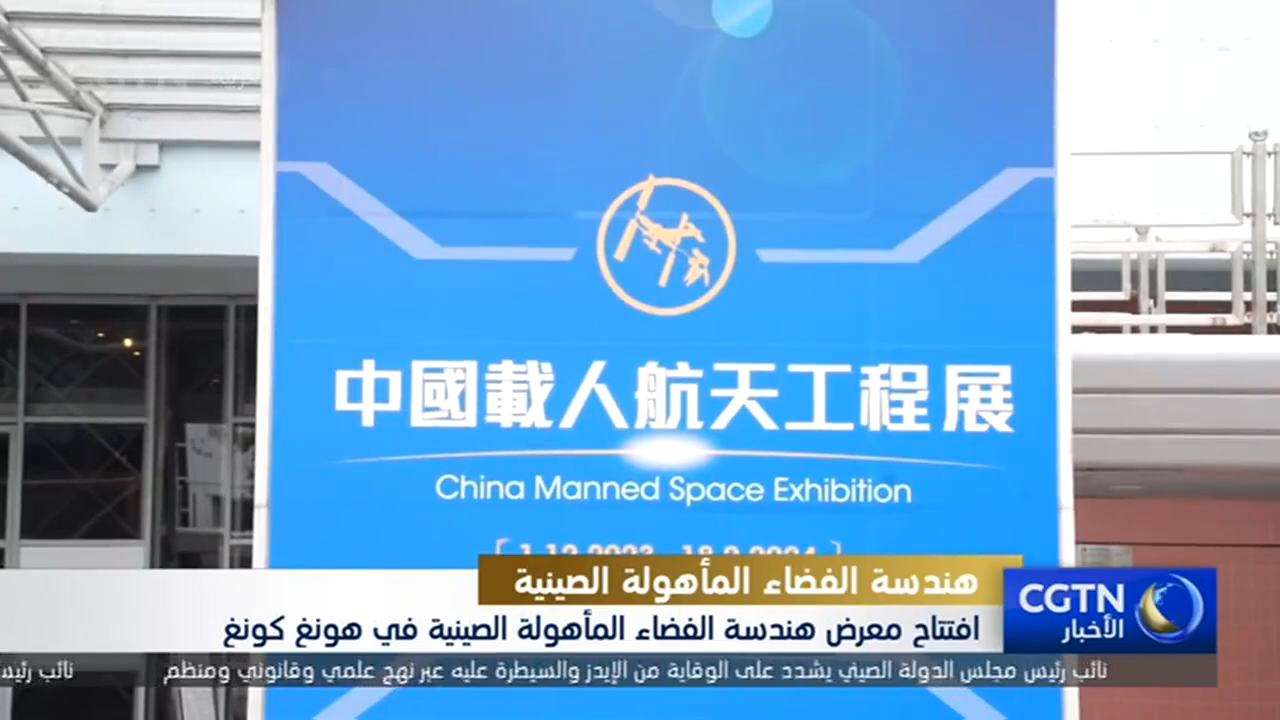 中國載人航天工程展
China Manned Space Exhibition
هندسة الفضاء المأهولة الصينية
افتتاح معرض هندسة الفضاء المأهولة الصينية في هونغ كونغ
CGTN
الأخبار
نائب رئيس مجلس الدولة الصيني يشدد على الوقاية من الإيدز والسيطرة عليه عبر نهج علمي وقانوني ومنظم
نائب